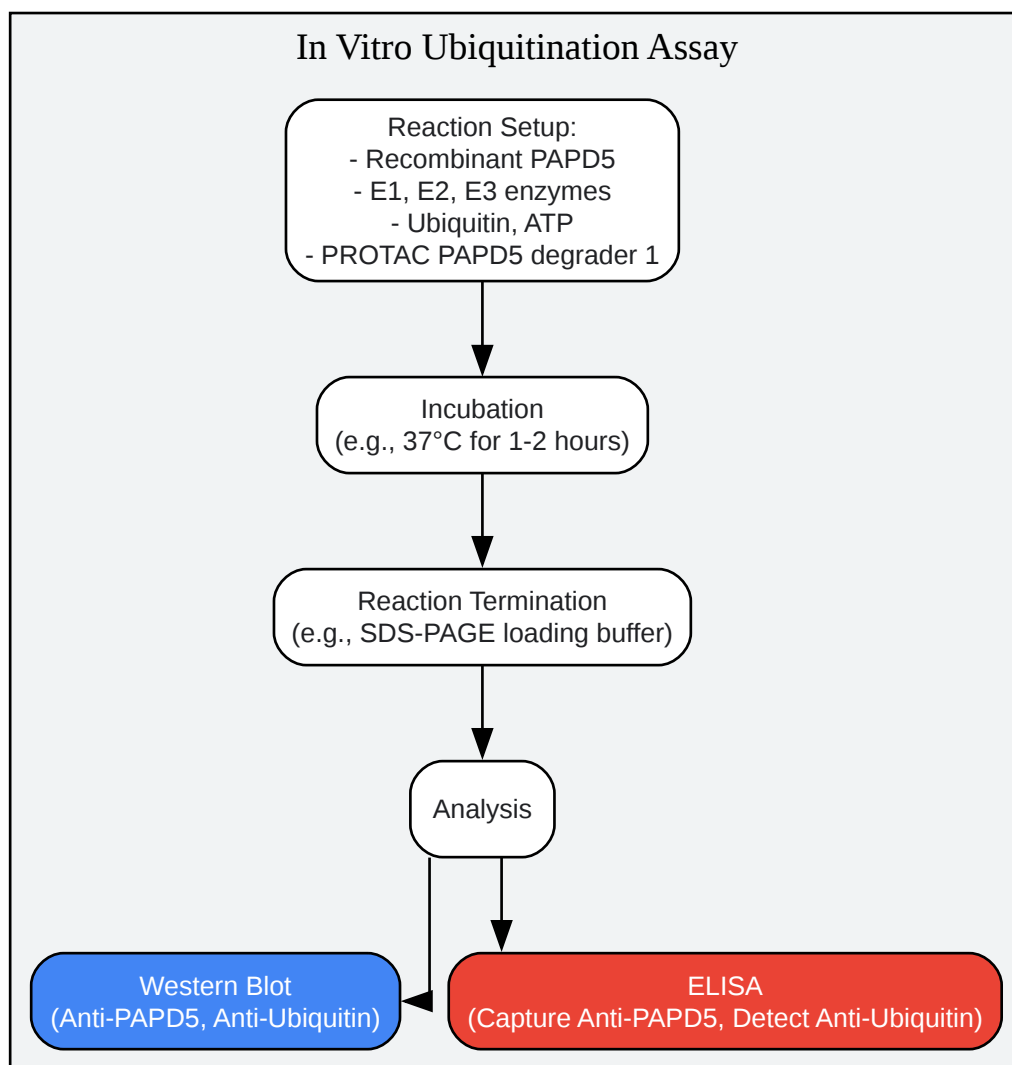 In Vitro Ubiquitination Assay
Reaction Setup:
- Recombinant PAPD5
- E1, E2, E3 enzymes
- Ubiquitin, ATP
- PROTAC PAPD5 degrader 1
Incubation
(e.g., 37°C for 1-2 hours)
Reaction Termination
(e.g., SDS-PAGE loading buffer)
Analysis
Western Blot
(Anti-PAPD5, Anti-Ubiquitin)
ELISA
(Capture Anti-PAPD5, Detect Anti-Ubiquitin)